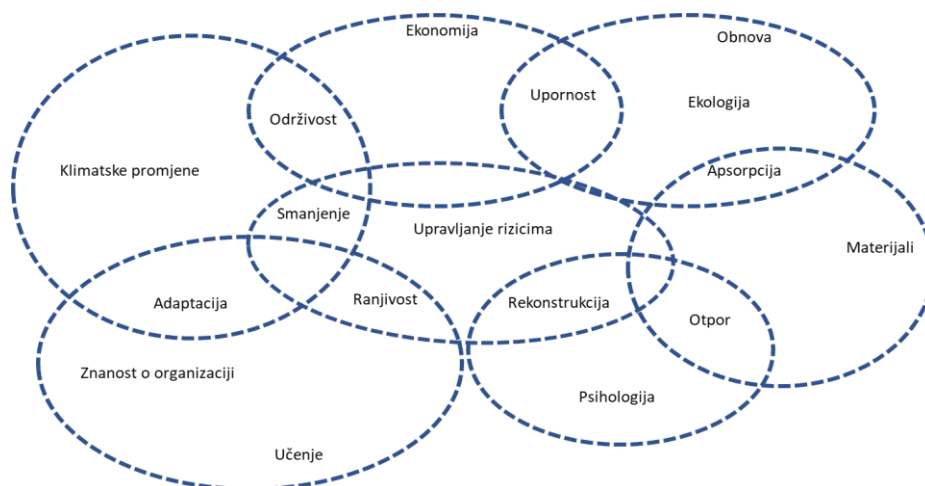 Ekonomija
Obnova
Upornost
Ekologija
Održivost
Klimatske promjene
Apsorpcija
Smanjenje
Upravljanje rizicima
Materijali
Adaptacija
Ranjivost
Rekonstrukcija
Otpor
Znanost o organizaciji
Psihologija
Učenje